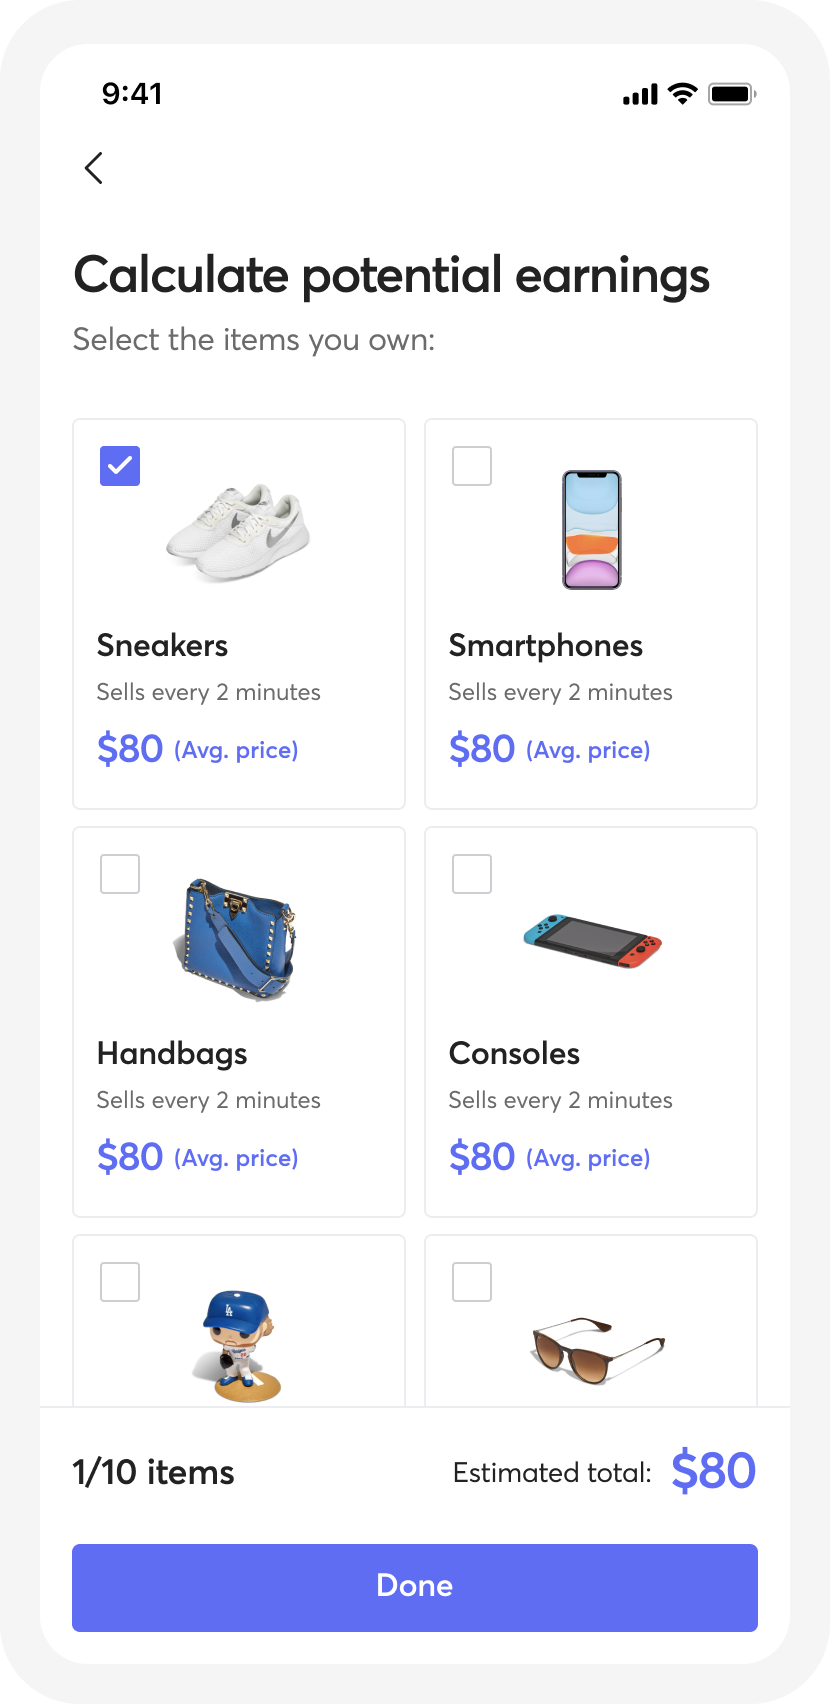 9:41
Calculate potential earnings
Select the items you own:
Sneakers
Sells every 2 minutes
$80 (Avg. price)
Smartphones
Sells every 2 minutes
$80 (Avg. price)
Handbags
Sells every 2 minutes
$80 (Avg. price)
Consoles
Sells every 2 minutes
$80 (Avg. price)
LA
1/10 items
Estimated total: $80
Done